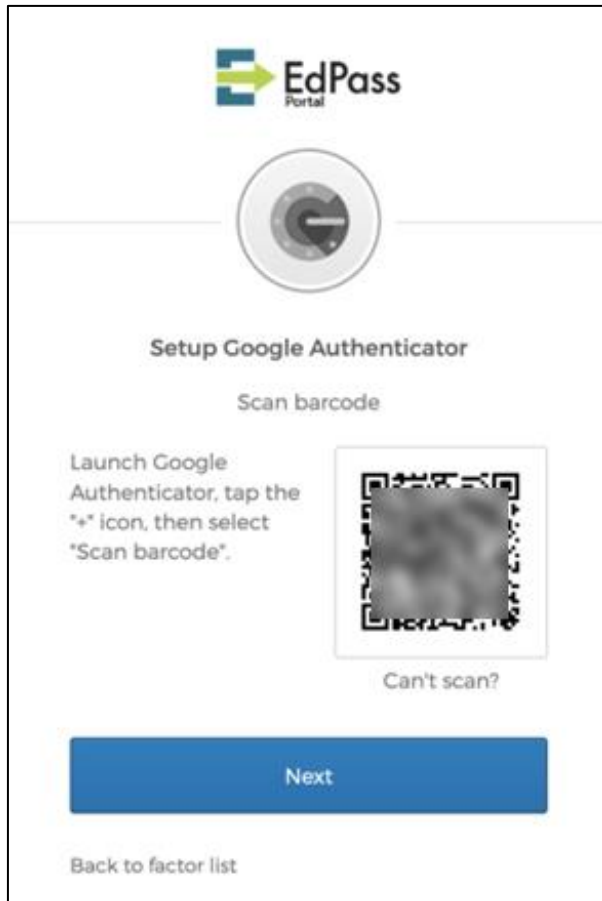 EdPass
Portal
Setup Google Authenticator
Scan barcode
Launch Google
Authenticator, tap the
"+" icon, then select
"Scan barcode".
Can't scan?
Next
Back to factor list